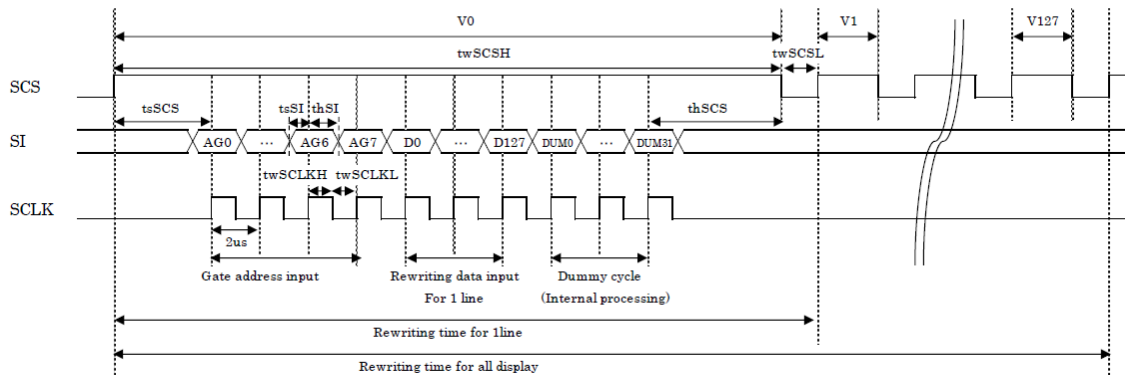 V0 V1 V127
twSCSH twSCSL
SCS
tsSCS tsSI thSI thSCS
SI AG0 ... AG6 AG7 D0 ... D127 DUM0 ... DUM31
twSCLKH twSCLKL
SCLK
2us
Gate address input Rewriting data input Dummy cycle
For 1 line (Internal processing)
Rewriting time for 1line
Rewriting time for all display